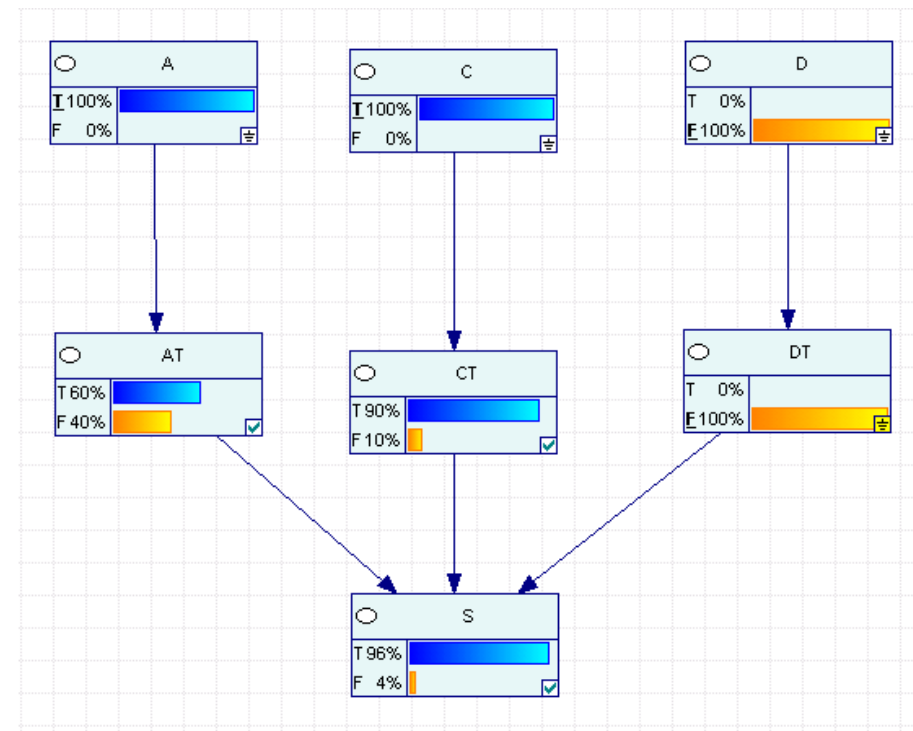 A
T 100%
F 0%
C
T 100%
F 0%
D
T 0%
F 100%
AT
T 60%
F 40%
CT
T 90%
F 10%
DT
T 0%
F 100%
S
T 96%
F 4%